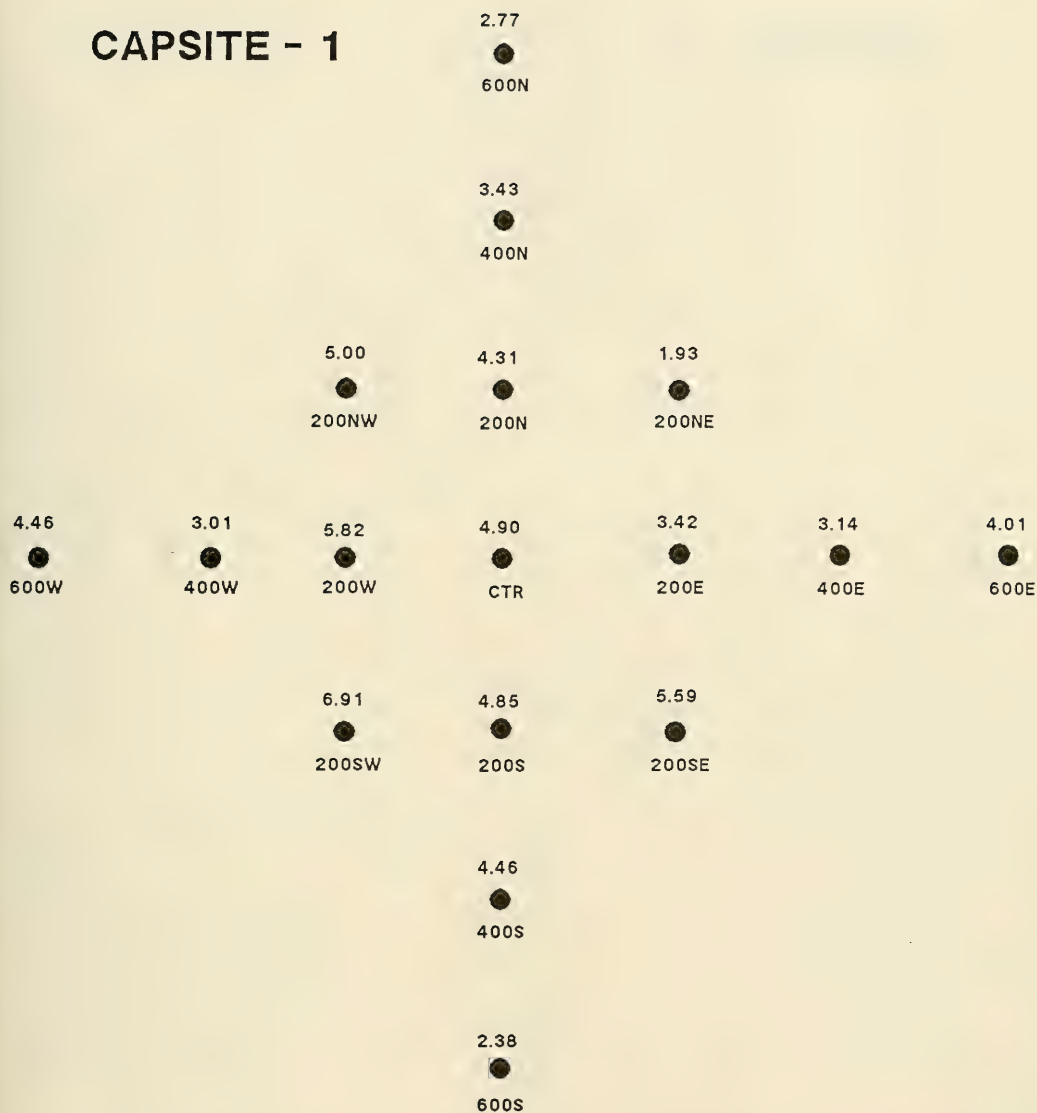 CAPSITE - 1
2.77
600N
3.43
400N
5.00 4.31 1.93
200NW 200N 200NE
4.46 3.01 5.82 4.90 3.42 3.14 4.01
600W 400W 200W CTR 200E 400E 600E
6.91 4.85 5.59
200SW 200S 200SE
4.46
400S
2.38
600S